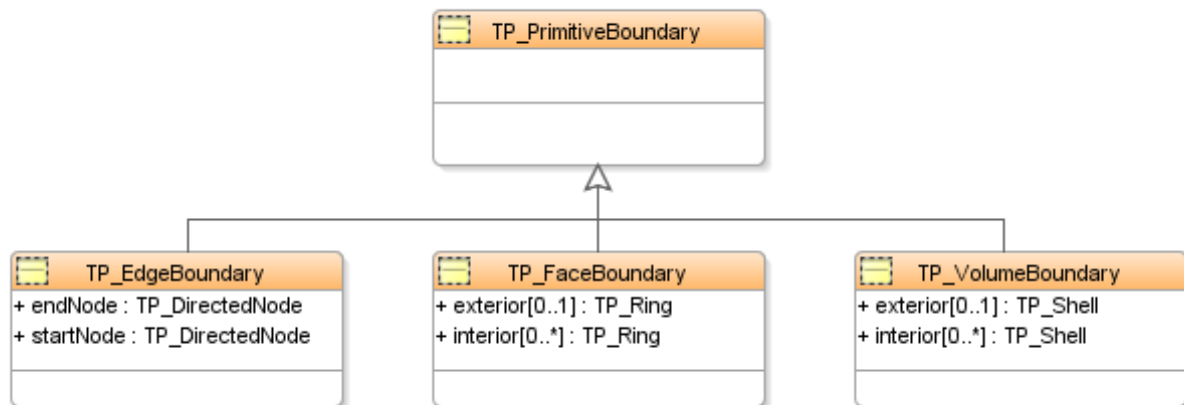 TP_PrimitiveBoundary
TP_EdgeBoundary
+ endNode : TP_DirectedNode
+ startNode : TP_DirectedNode
TP_FaceBoundary
+ exterior[0..1] : TP_Ring
+ interior[0..*] : TP_Ring
TP_VolumeBoundary
+ exterior[0..1] : TP_Shell
+ interior[0..*] : TP_Shell